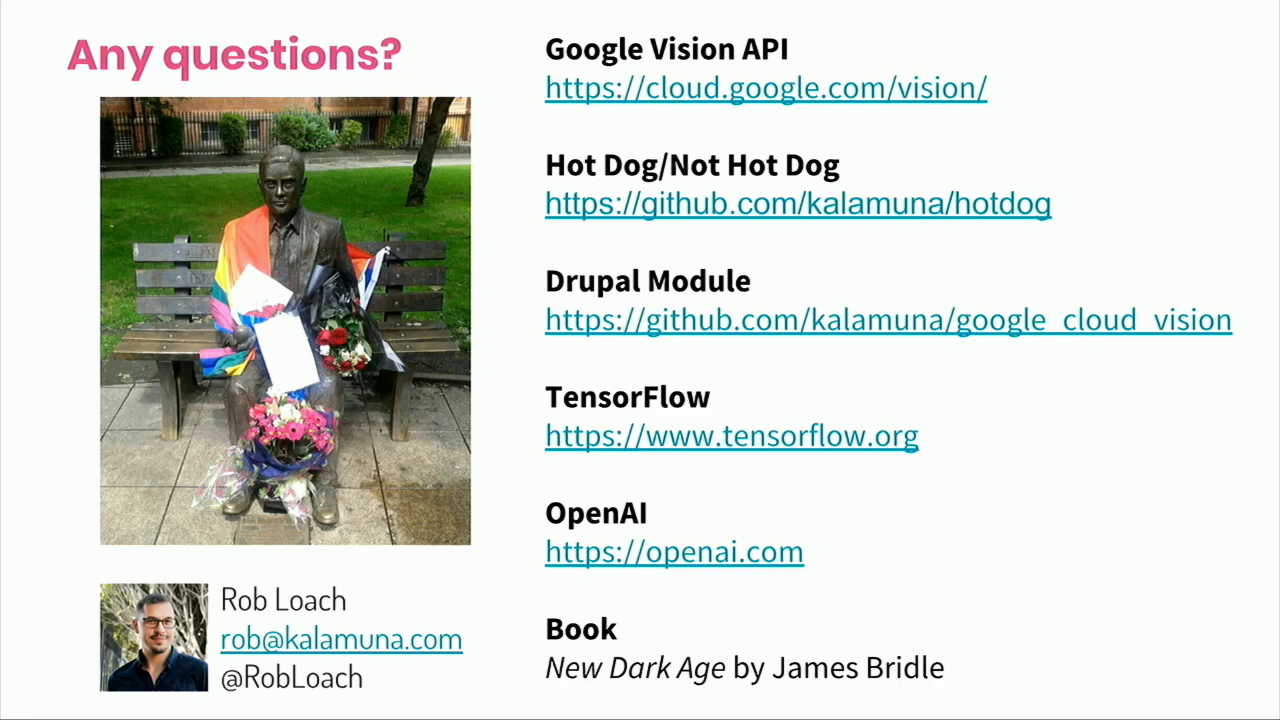 Any questions?
Rob Loach
rob@kalamuna.com
@RobLoach
Google Vision API
https://cloud.google.com/vision/
Hot Dog/Not Hot Dog
https://github.com/kalamuna/hotdog
Drupal Module
https://github.com/kalamuna/google_cloud_vision
TensorFlow
https://www.tensorflow.org
OpenAI
https://openai.com
Book
New Dark Age by James Bridle